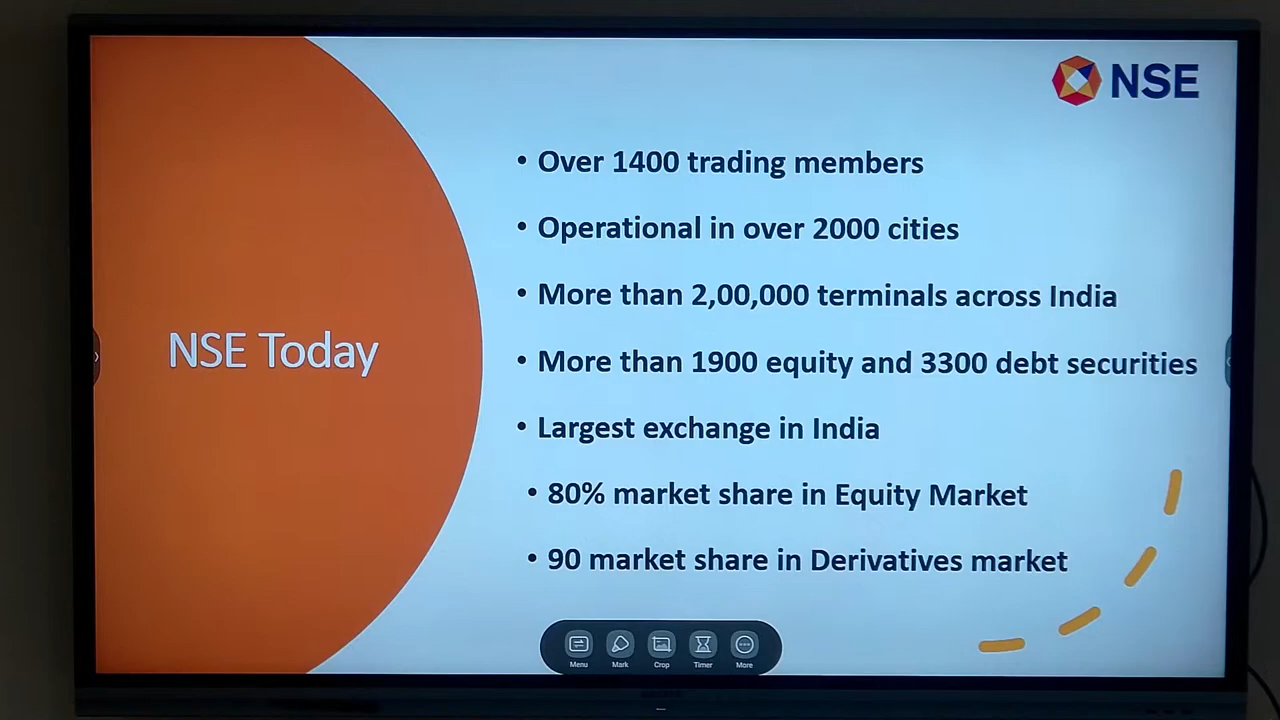 NSE
• Over 1400 trading members
• Operational in over 2000 cities
• More than 2,00,000 terminals across India
NSE Today
• More than 1900 equity and 3300 debt securities
• Largest exchange in India
• 80% market share in Equity Market
• 90 market share in Derivatives market
Menu Mark Crop Timer More